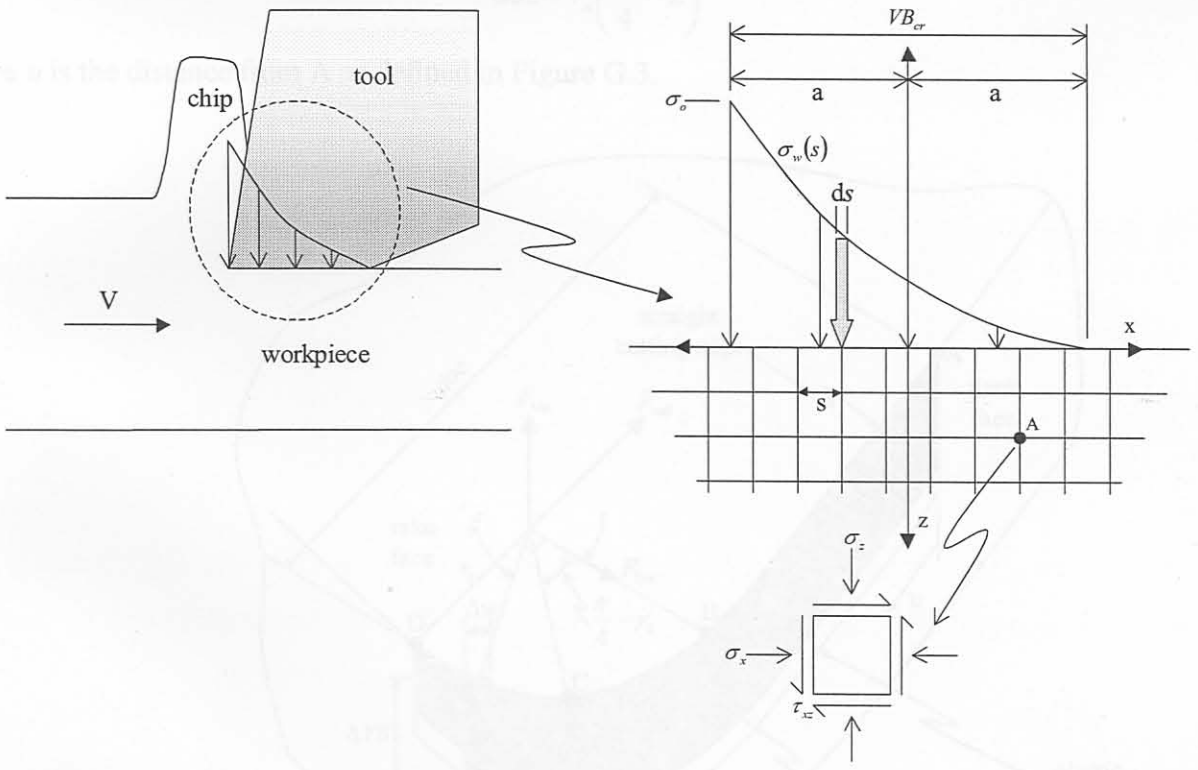 chip
tool
V
workpiece
VB_cr
a a
σ_o
σ_w(s)
ds
x
s
A
z
σ_z
σ_x
τ_xz